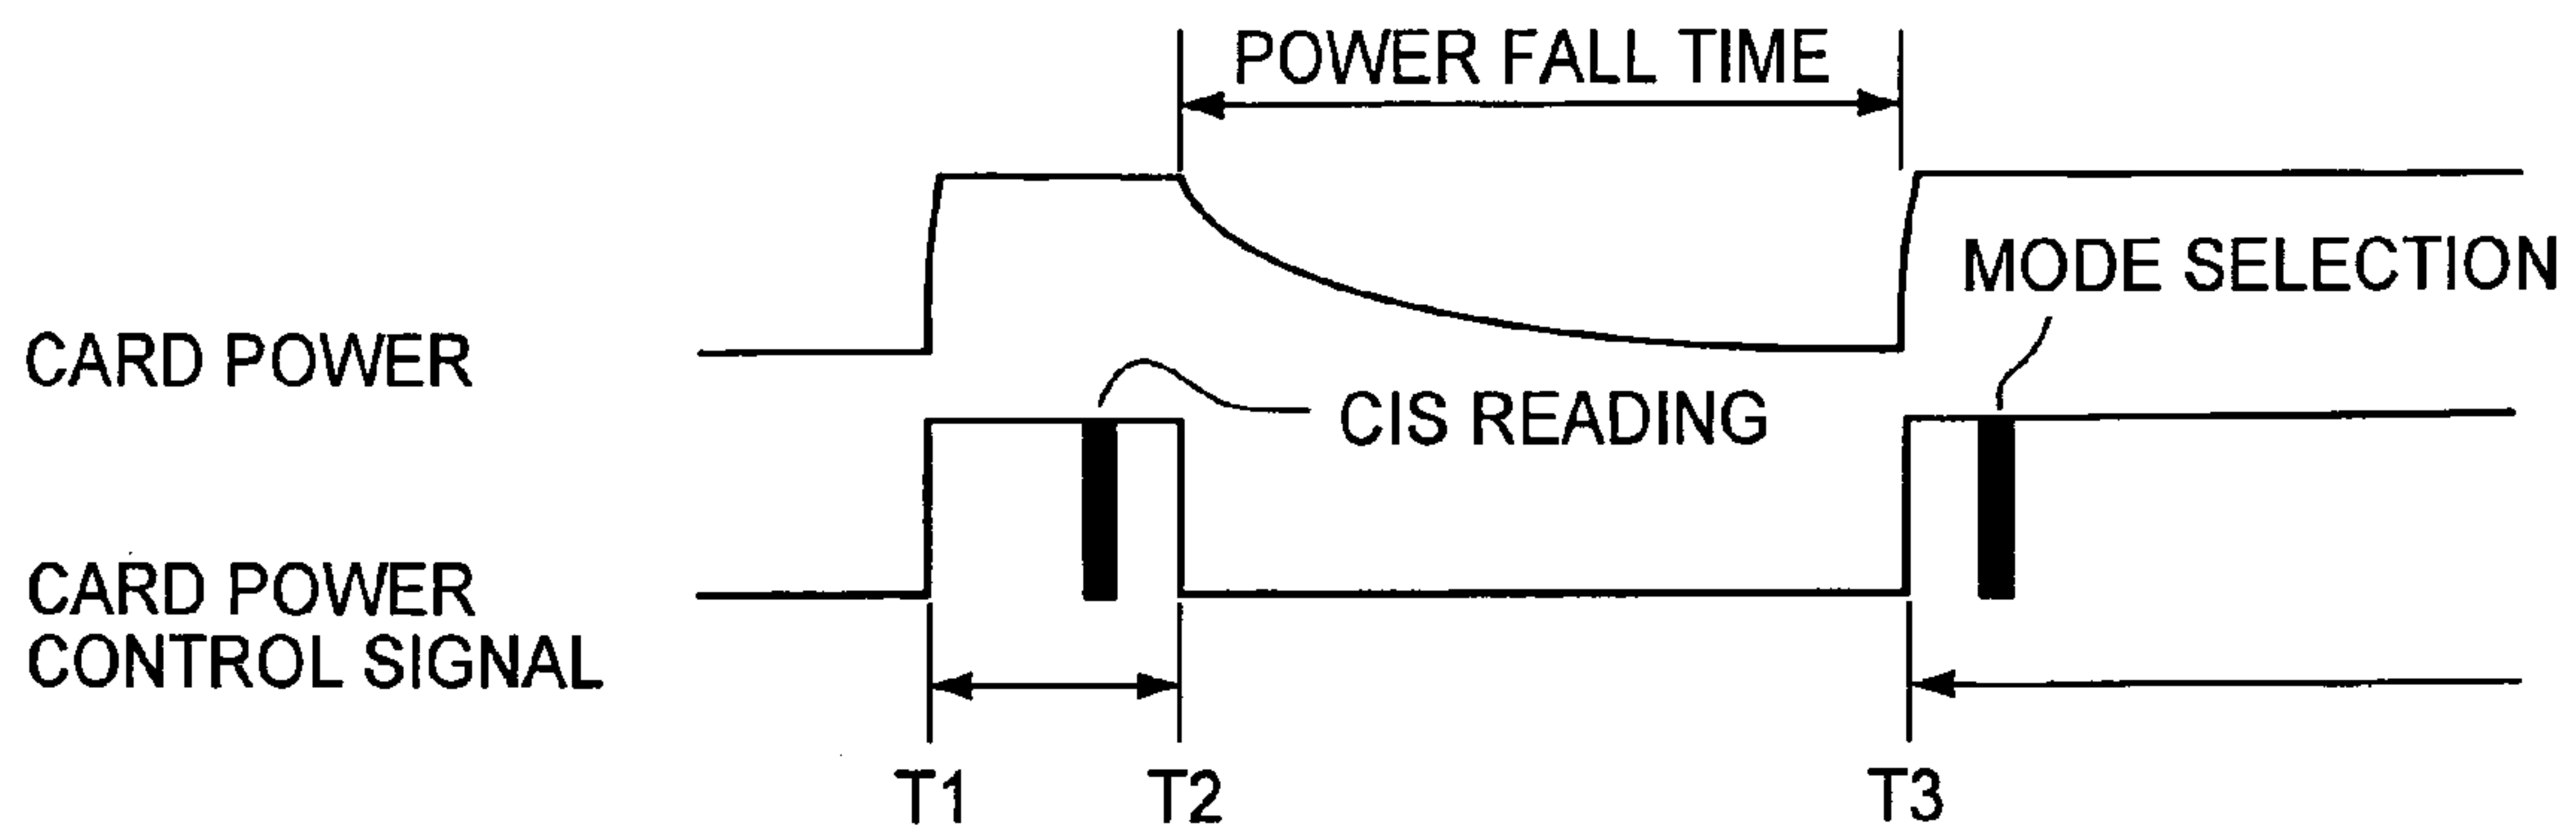 POWER FALL TIME
MODE SELECTION
CARD POWER
CIS READING
CARD POWER
CONTROL SIGNAL
T1
T2
T3